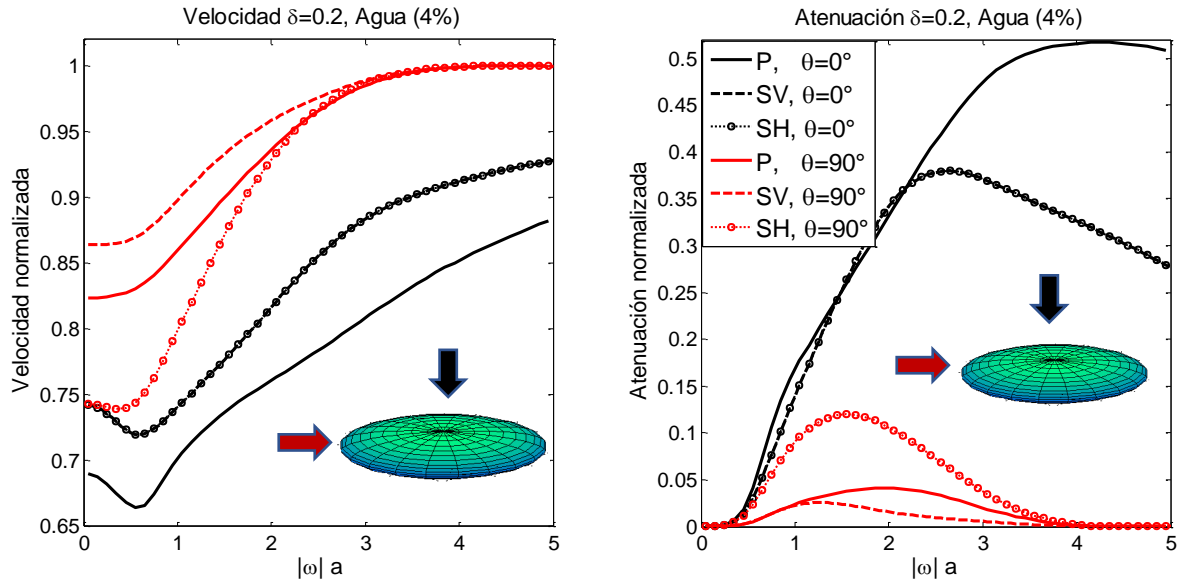 Velocidad δ=0.2, Agua (4%)
Velocidad normalizada
1
0.95
0.9
0.85
0.8
0.75
0.7
0.65
0 1 2 3 4 5
|ω| a
Atenuación δ=0.2, Agua (4%)
Atenuación normalizada
0.5
0.45
0.4
0.35
0.3
0.25
0.2
0.15
0.1
0.05
0
0 1 2 3 4 5
|ω| a
P, θ=0°
SV, θ=0°
SH, θ=0°
P, θ=90°
SV, θ=90°
SH, θ=90°